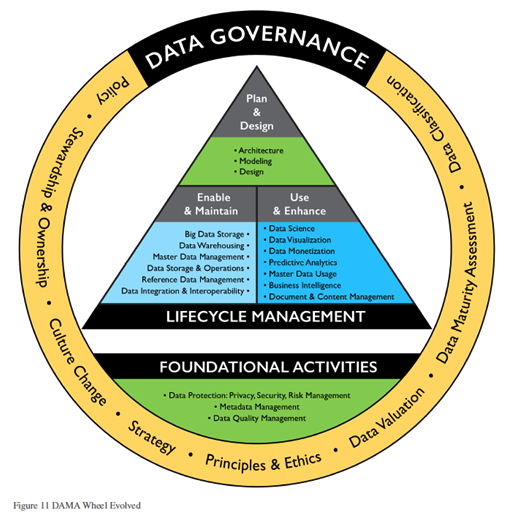 DATA GOVERNANCE
Policy • Stewardship & Ownership • Culture Change • Strategy • Principles & Ethics • Data Valuation • Data Maturity Assessment • Data Classification
Plan
&
Design
• Architecture
• Modeling
• Design
Enable
& Maintain
Big Data Storage •
Data Warehousing •
Master Data Management •
Data Storage & Operations •
Reference Data Management •
Data Integration & Interoperability •
Use
& Enhance
• Data Science
• Data Visualization
• Data Monetization
• Predictive Analytics
• Master Data Usage
• Business Intelligence
• Document & Content Management
LIFECYCLE MANAGEMENT
FOUNDATIONAL ACTIVITIES
• Data Protection: Privacy, Security, Risk Management
• Metadata Management
• Data Quality Management
Figure 11 DAMA Wheel Evolved